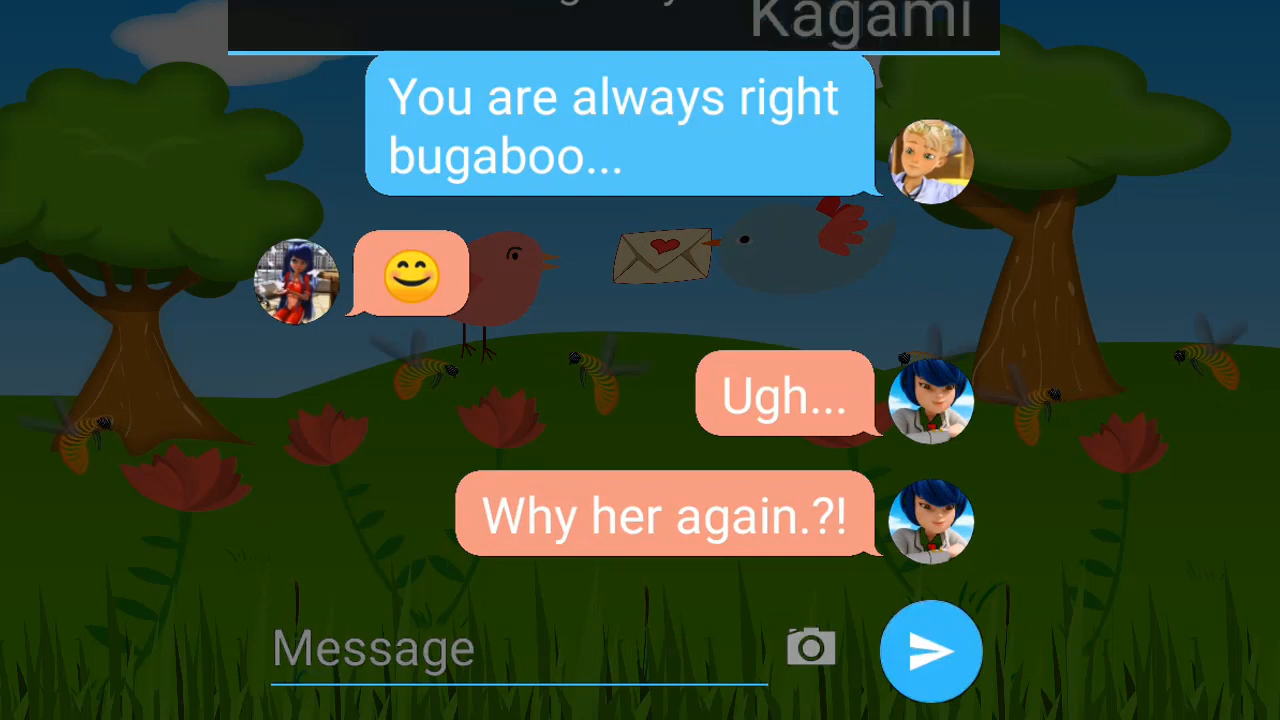 Kagami
You are always right
bugaboo...
😄
Ugh...
Why her again.?!
Message